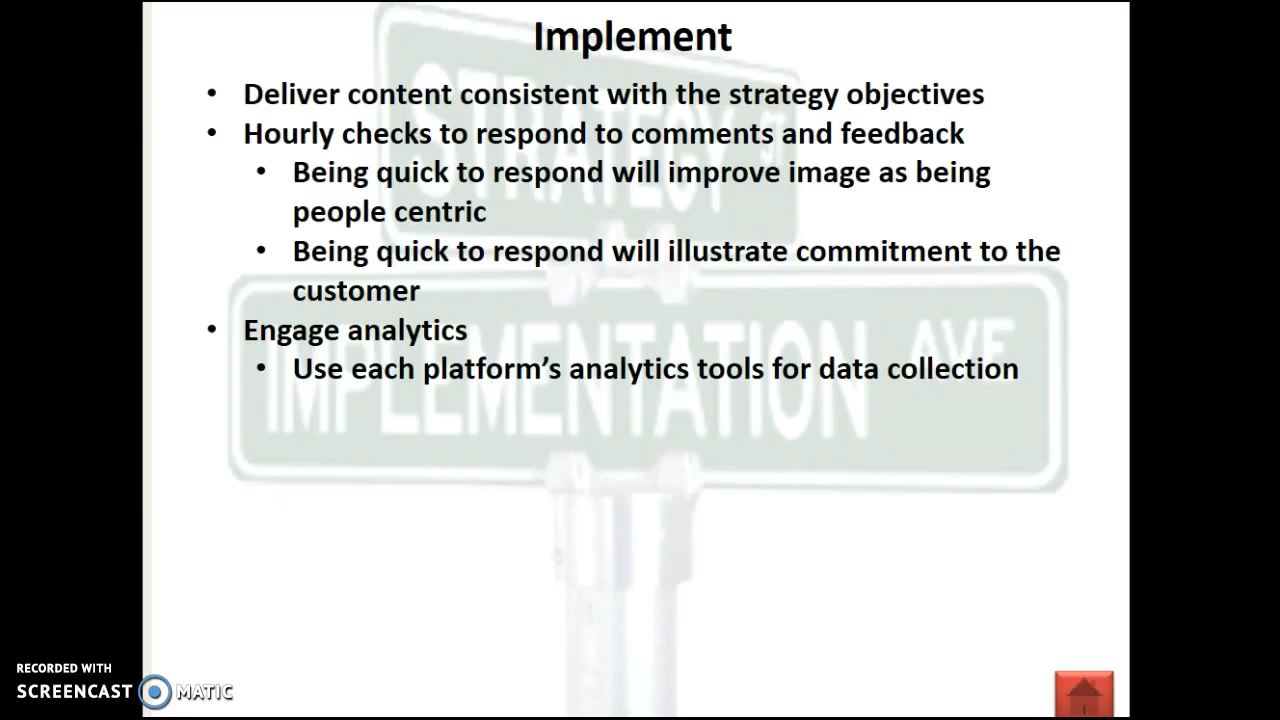 Implement
• Deliver content consistent with the strategy objectives
• Hourly checks to respond to comments and feedback
• Being quick to respond will improve image as being
people centric
• Being quick to respond will illustrate commitment to the
customer
• Engage analytics
• Use each platform's analytics tools for data collection
STRATEGY ST
IMPLEMENTATION AVE
RECORDED WITH
SCREENCAST MATIC